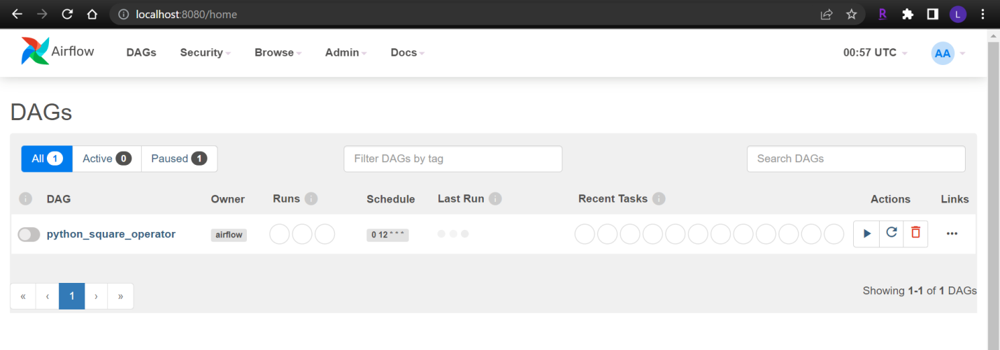 localhost:8080/home
R
L
Airflow
DAGs Security Browse Admin Docs 00:57 UTC AA
DAGs
All 1 Active 0 Paused 1 Filter DAGs by tag Search DAGs
i DAG Owner Runs i Schedule Last Run i Recent Tasks i Actions Links
python_square_operator airflow 0 12 * * * ...
« ‹ 1 › » Showing 1-1 of 1 DAGs